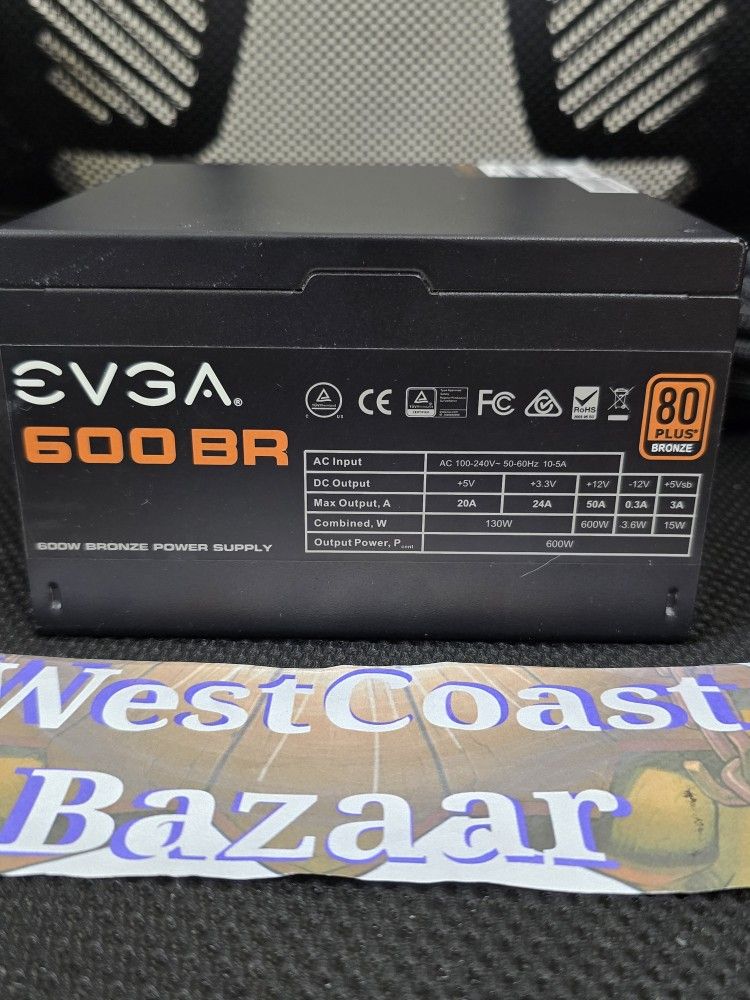 EVGA®
600 BR
600W BRONZE POWER SUPPLY
CE
FC
RoHS
80
PLUS®
BRONZE
AC Input AC 100-240V~ 50-60Hz 10-5A
DC Output +5V +3.3V +12V -12V +5Vsb
Max Output, A 20A 24A 50A 0.3A 3A
Combined, W 130W 600W -3.6W 15W
Output Power, Pcont 600W
WestCoast
Bazaar